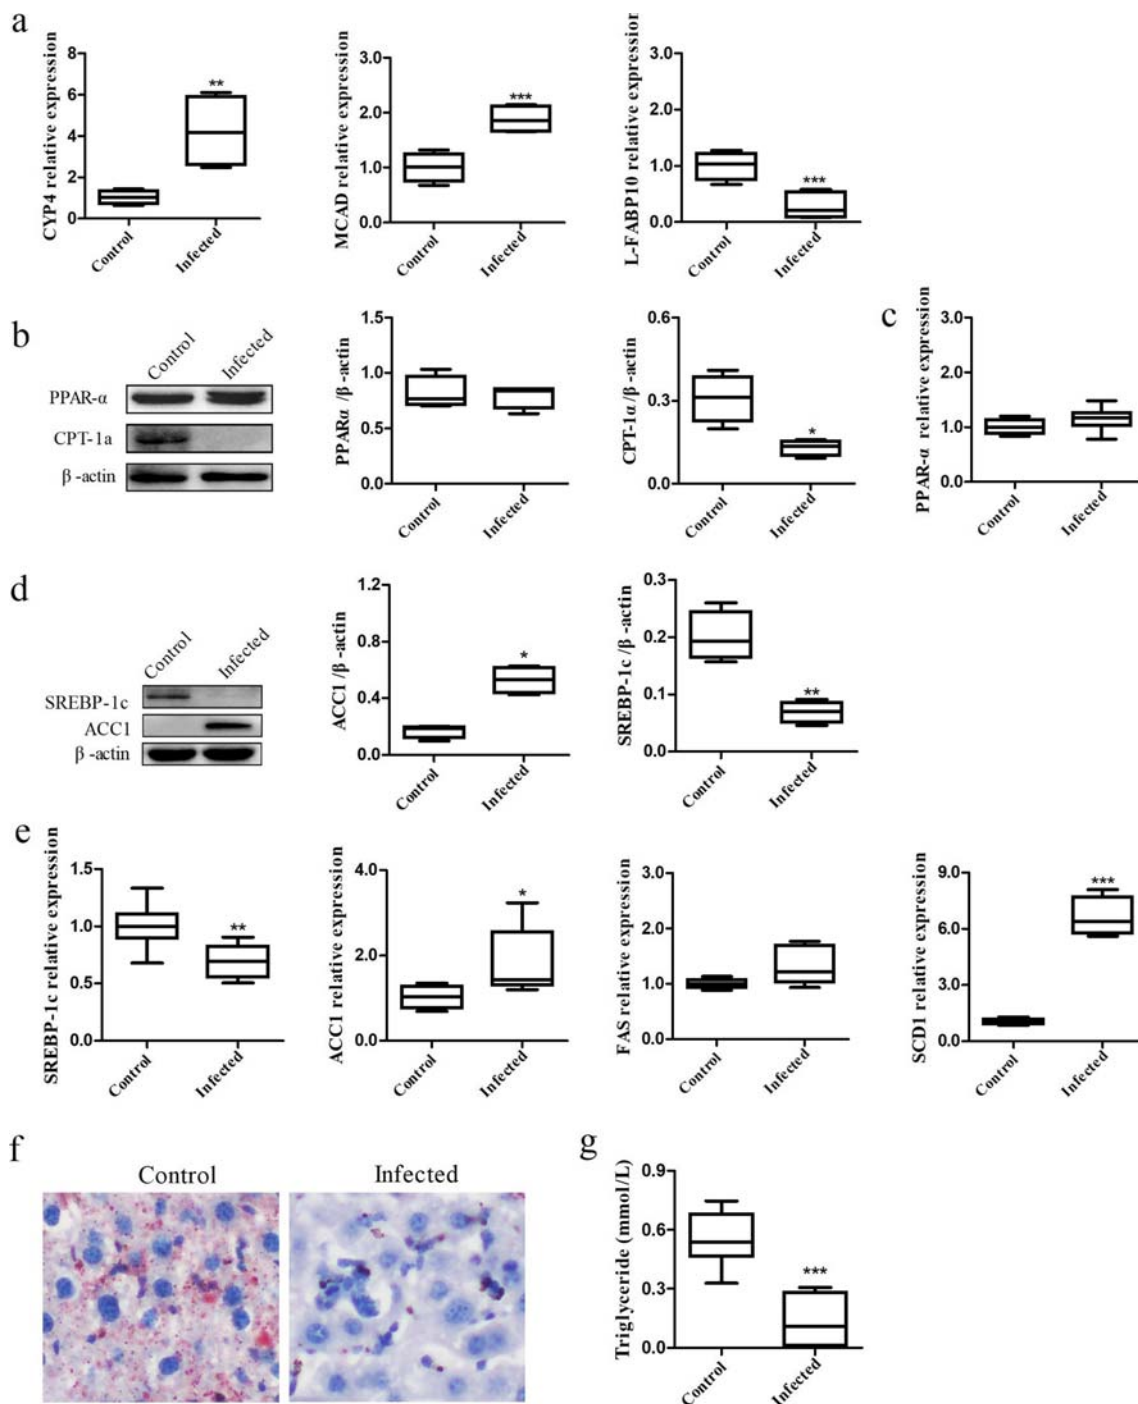 a
CYP4 relative expression
8
6
4
2
0
**
Control
Infected
MCAD relative expression
3.0
2.0
1.0
0.0
***
Control
Infected
L-FABP10 relative expression
3.0
2.0
1.0
0.0
***
Control
Infected
b
Control
Infected
PPAR-α
CPT-1a
β-actin
PPARα /β-actin
1.5
1.0
0.5
0.0
Control
Infected
CPT-1α/β-actin
0.6
0.3
0.0
*
Control
Infected
c
PPAR-α relative expression
3.0
2.0
1.0
0.0
Control
Infected
d
Control
Infected
SREBP-1c
ACC1
β-actin
ACC1/β-actin
1.2
0.8
0.4
0.0
*
Control
Infected
SREBP-1c/β-actin
0.3
0.2
0.1
0.0
**
Control
Infected
e
SREBP-1c relative expression
1.5
1.0
0.5
0.0
**
Control
Infected
ACC1 relative expression
4.0
2.0
1.0
0.0
*
Control
Infected
FAS relative expression
3.0
2.0
1.0
0.0
Control
Infected
SCD1 relative expression
9.0
6.0
3.0
0.0
***
Control
Infected
f
Control
Infected
g
Triglyceride (mmol/L)
0.9
0.6
0.3
0.0
***
Control
Infected